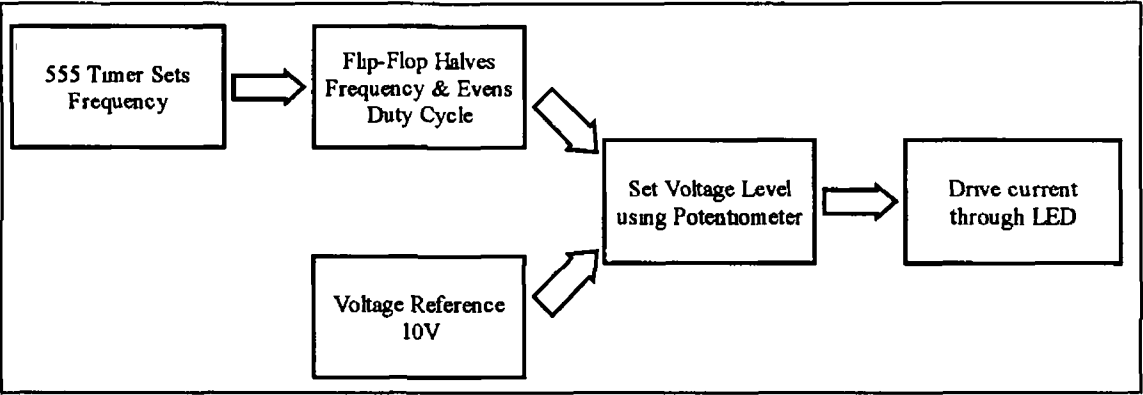 555 Timer Sets
Frequency
Flip-Flop Halves
Frequency & Evens
Duty Cycle
Set Voltage Level
using Potentiometer
Drive current
through LED
Voltage Reference
10V